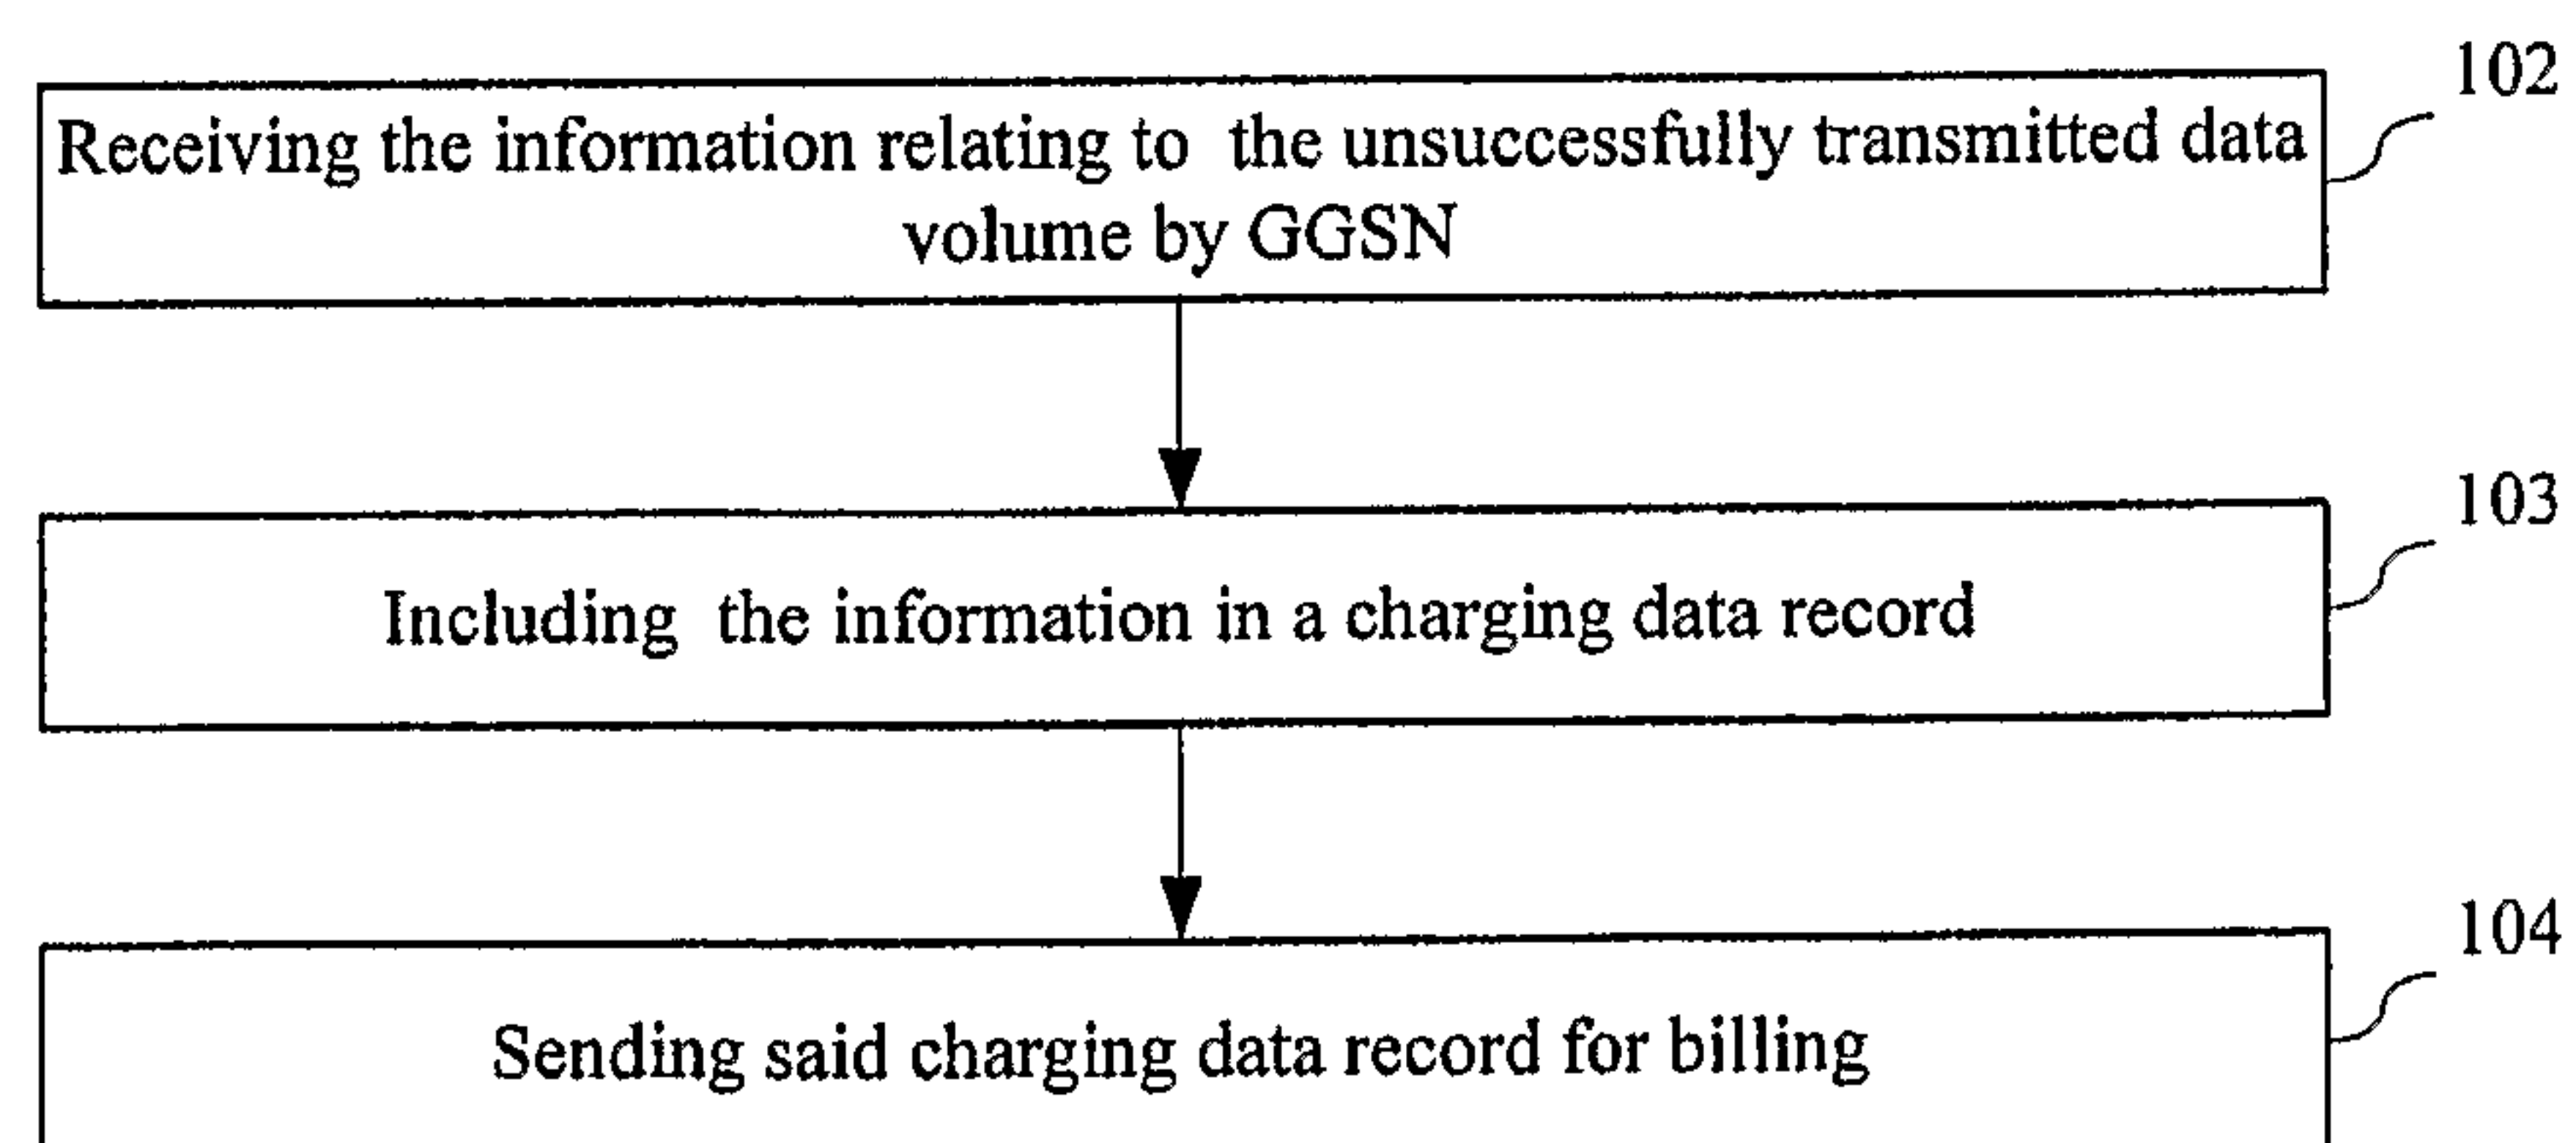 102
Receiving the information relating to the unsuccessfully transmitted data
volume by GGSN
103
Including the information in a charging data record
104
Sending said charging data record for billing